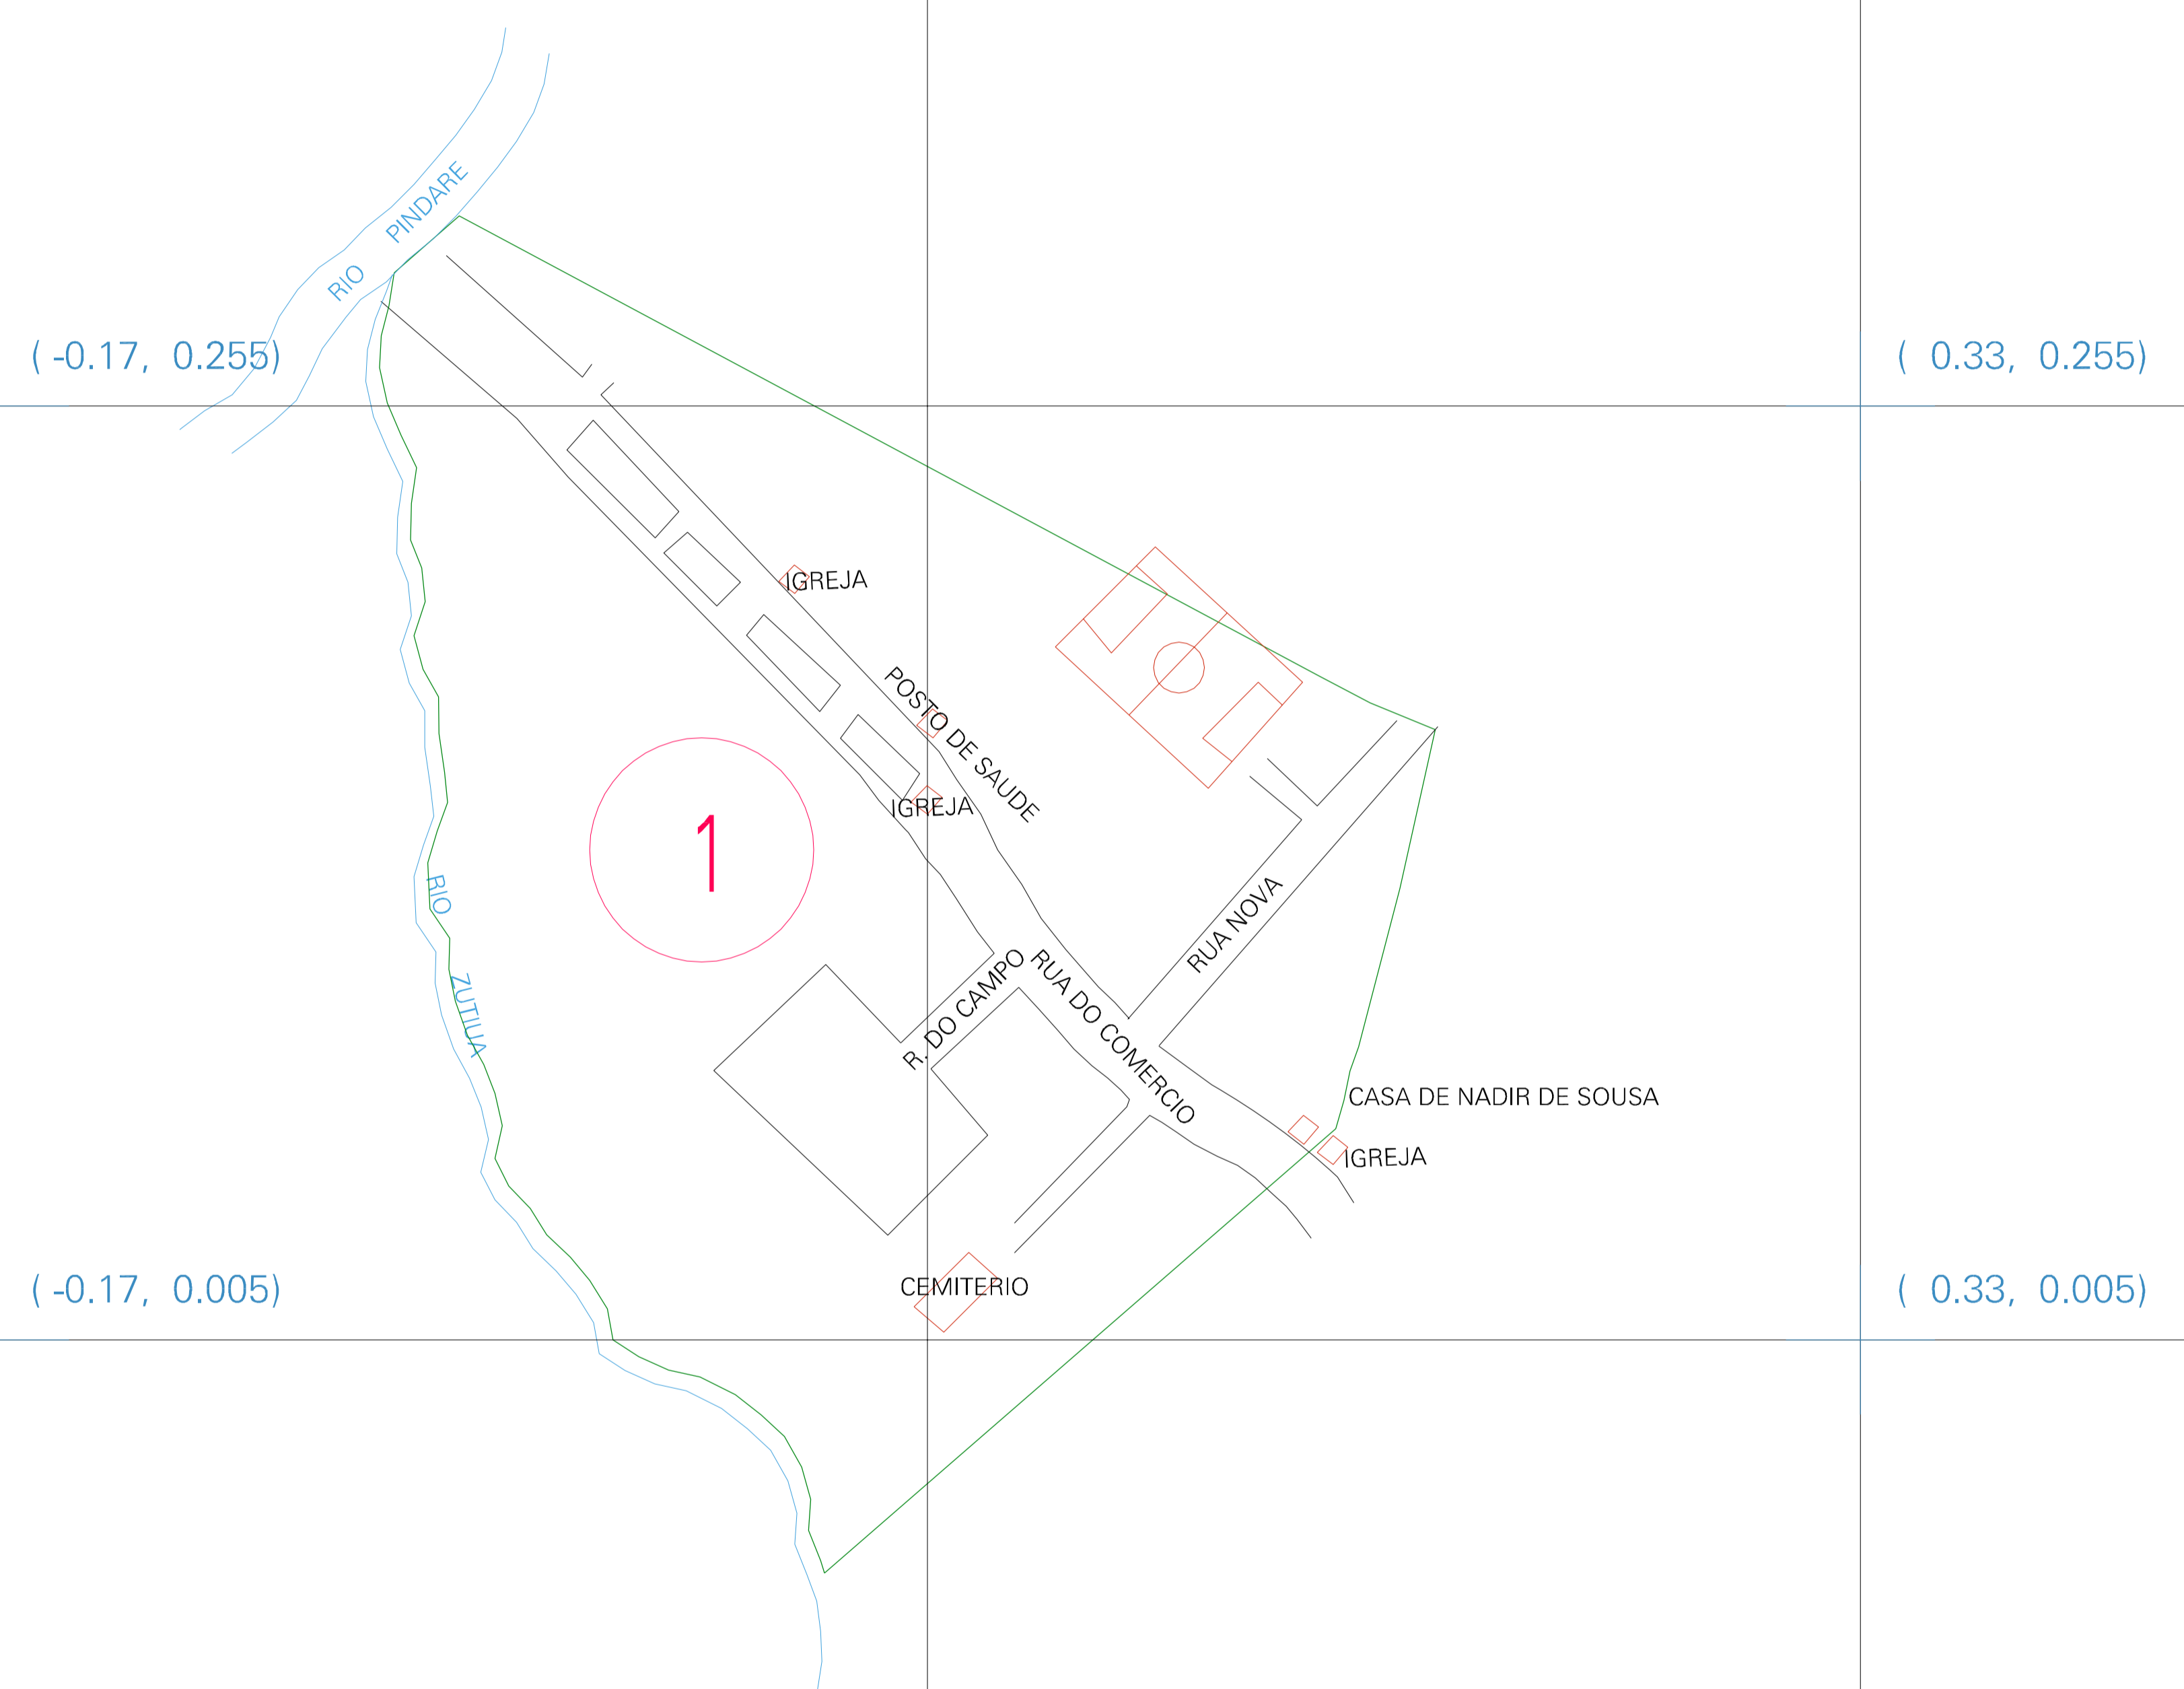 RIO PINDARE
( -0.17, 0.255)
( 0.33, 0.255)
IGREJA
POSTO DE SAUDE
IGREJA
1
RIO ZUTIUA
RUA NOVA
R. DO CAMPO
RUA DO COMERCIO
CASA DE NADIR DE SOUSA
IGREJA
CEMITERIO
( -0.17, 0.005)
( 0.33, 0.005)